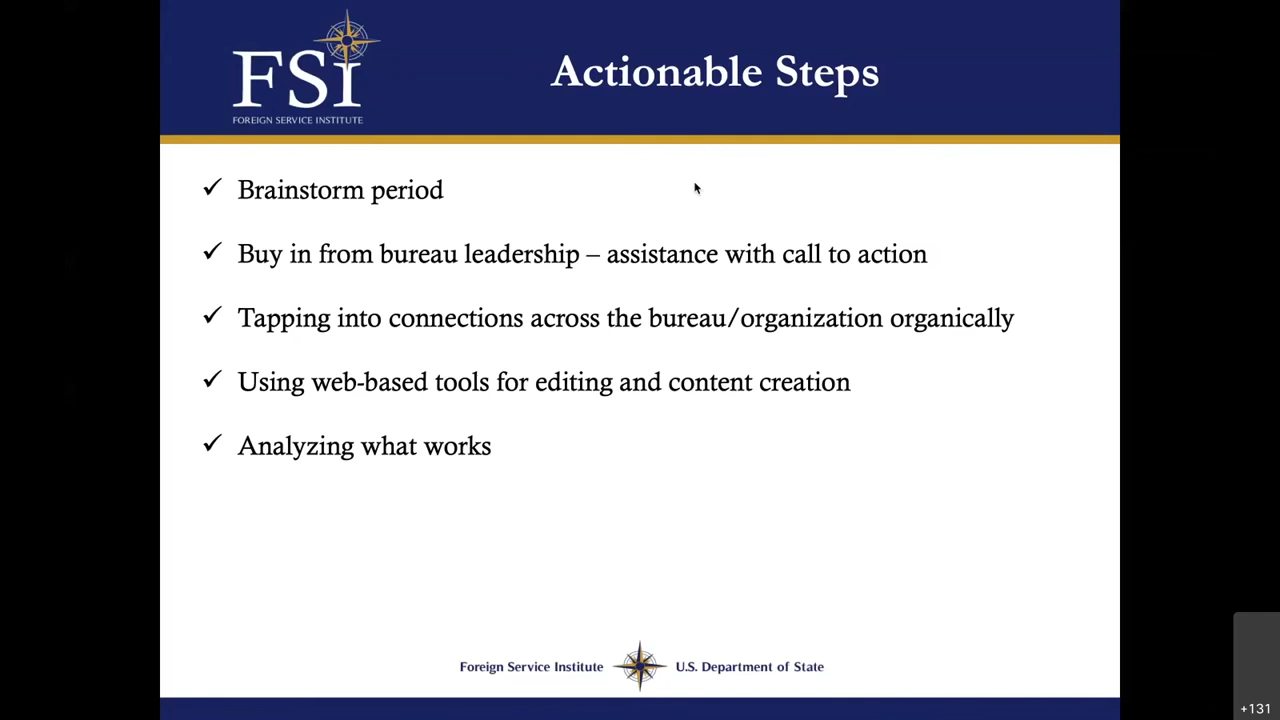 FSI
FOREIGN SERVICE INSTITUTE
Actionable Steps
✓ Brainstorm period
✓ Buy in from bureau leadership – assistance with call to action
✓ Tapping into connections across the bureau/organization organically
✓ Using web-based tools for editing and content creation
✓ Analyzing what works
Foreign Service Institute U.S. Department of State
+131